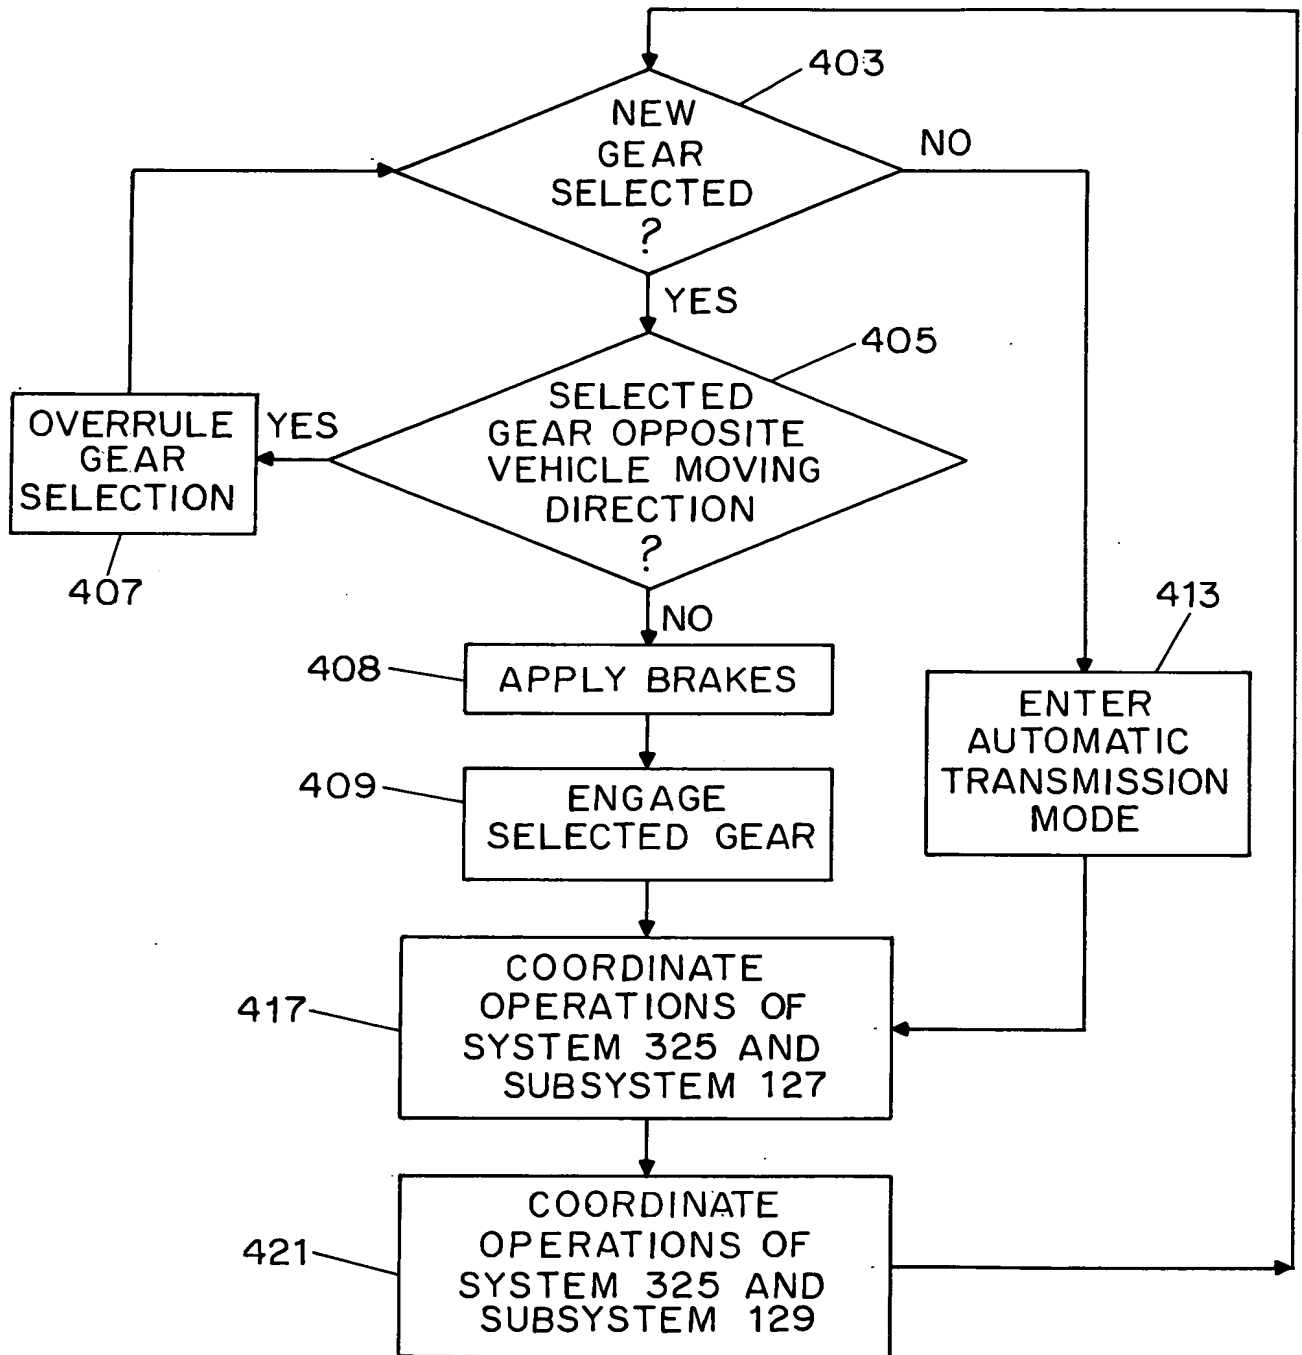 403
NEW
GEAR
SELECTED
?
NO
YES
405
SELECTED
GEAR OPPOSITE
VEHICLE MOVING
DIRECTION
?
YES
OVERRULE
GEAR
SELECTION
407
NO
408
APPLY BRAKES
413
ENTER
AUTOMATIC
TRANSMISSION
MODE
409
ENGAGE
SELECTED GEAR
417
COORDINATE
OPERATIONS OF
SYSTEM 325 AND
SUBSYSTEM 127
421
COORDINATE
OPERATIONS OF
SYSTEM 325 AND
SUBSYSTEM 129